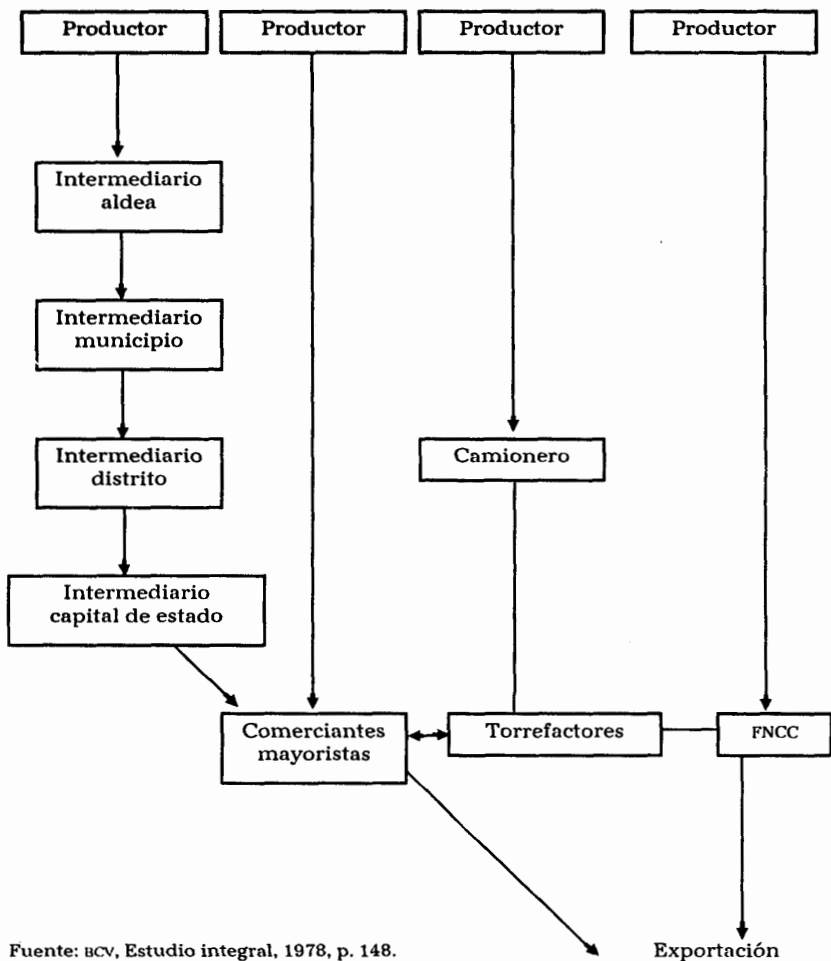 Productor
Productor
Productor
Productor
Intermediario
aldea
Intermediario
municipio
Intermediario
distrito
Camionero
Intermediario
capital de estado
Comerciantes
mayoristas
Torrefactores
FNCC
Fuente: BCV, Estudio integral, 1978, p. 148.
Exportación